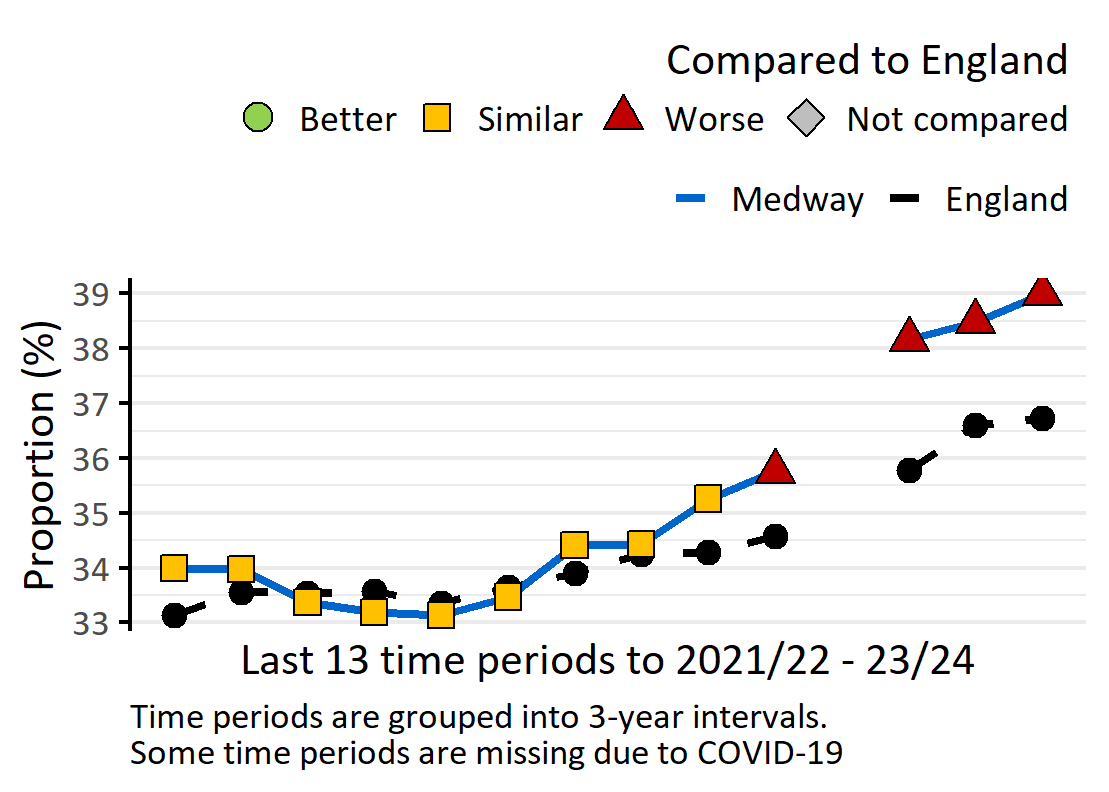 Compared to England
Better Similar Worse Not compared
Medway England
39
38
37
36
35
34
33
Proportion (%)
Last 13 time periods to 2021/22 - 23/24
Time periods are grouped into 3-year intervals.
Some time periods are missing due to COVID-19